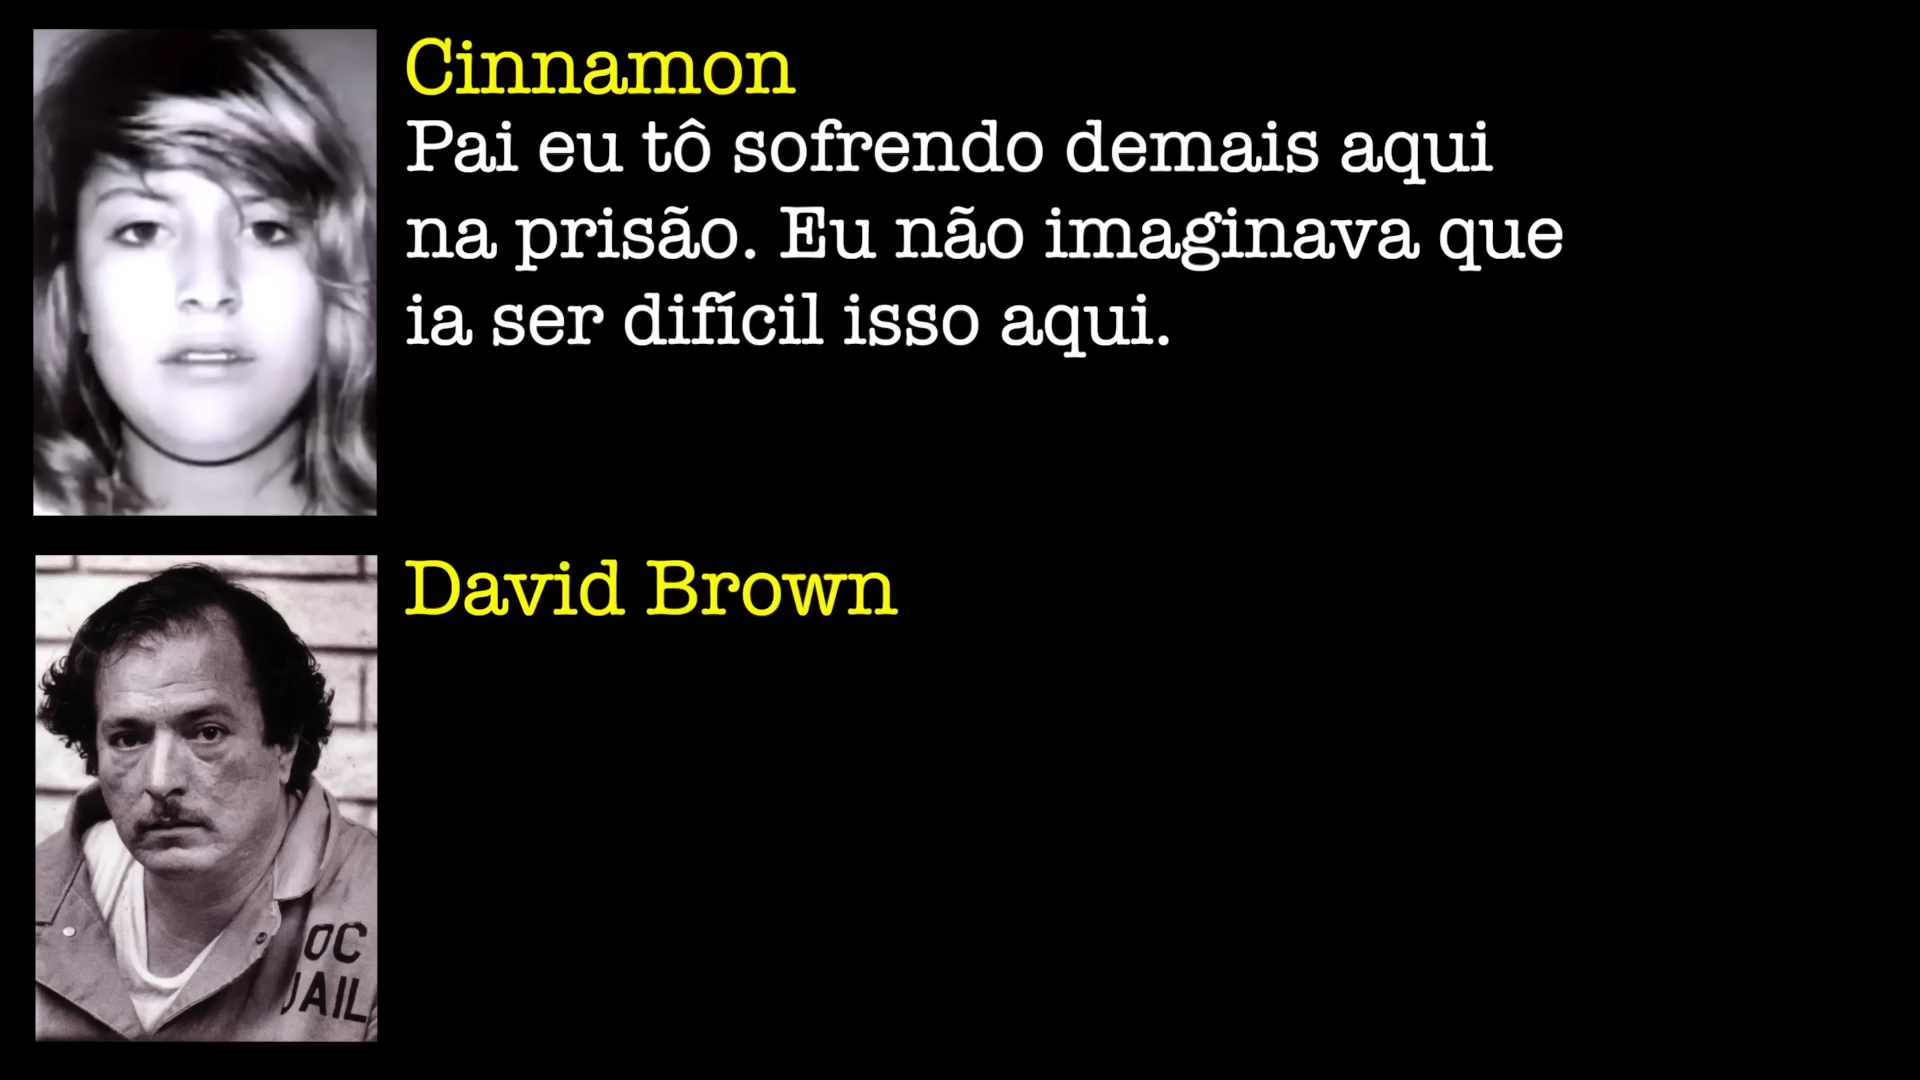 Cinnamon
Pai eu tô sofrendo demais aqui
na prisão. Eu não imaginava que
ia ser difícil isso aqui.
David Brown
OC
JAIL